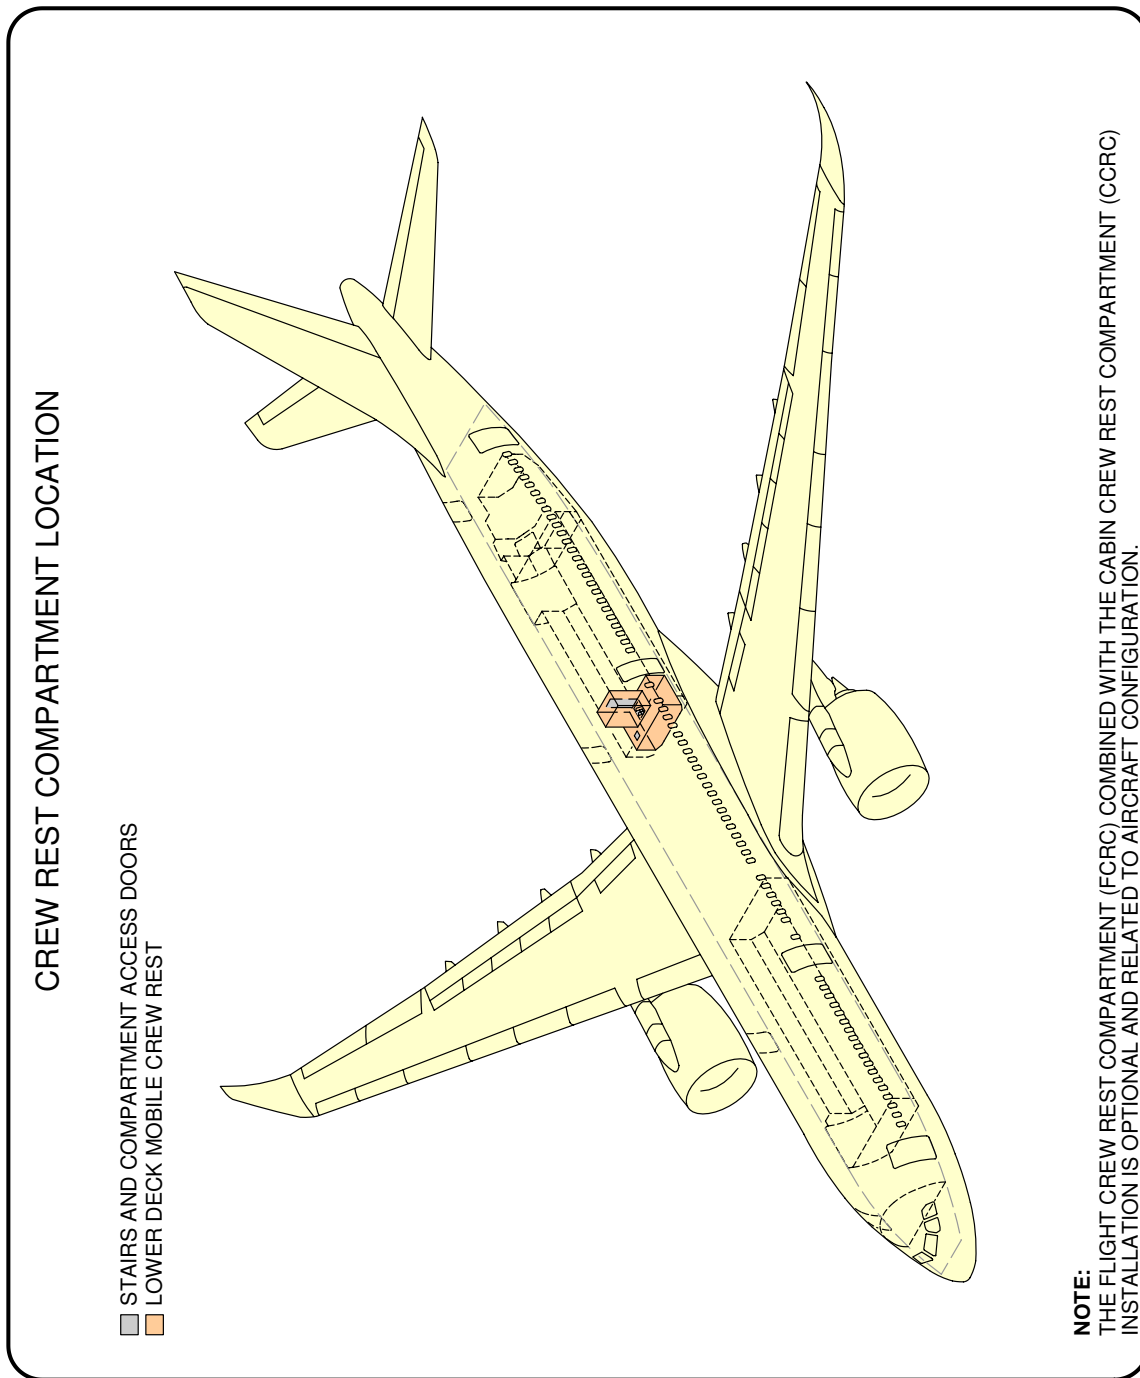 CREW REST COMPARTMENT LOCATION
STAIRS AND COMPARTMENT ACCESS DOORS
LOWER DECK MOBILE CREW REST
NOTE:
THE FLIGHT CREW REST COMPARTMENT (FCRC) COMBINED WITH THE CABIN CREW REST COMPARTMENT (CCRC)
INSTALLATION IS OPTIONAL AND RELATED TO AIRCRAFT CONFIGURATION.